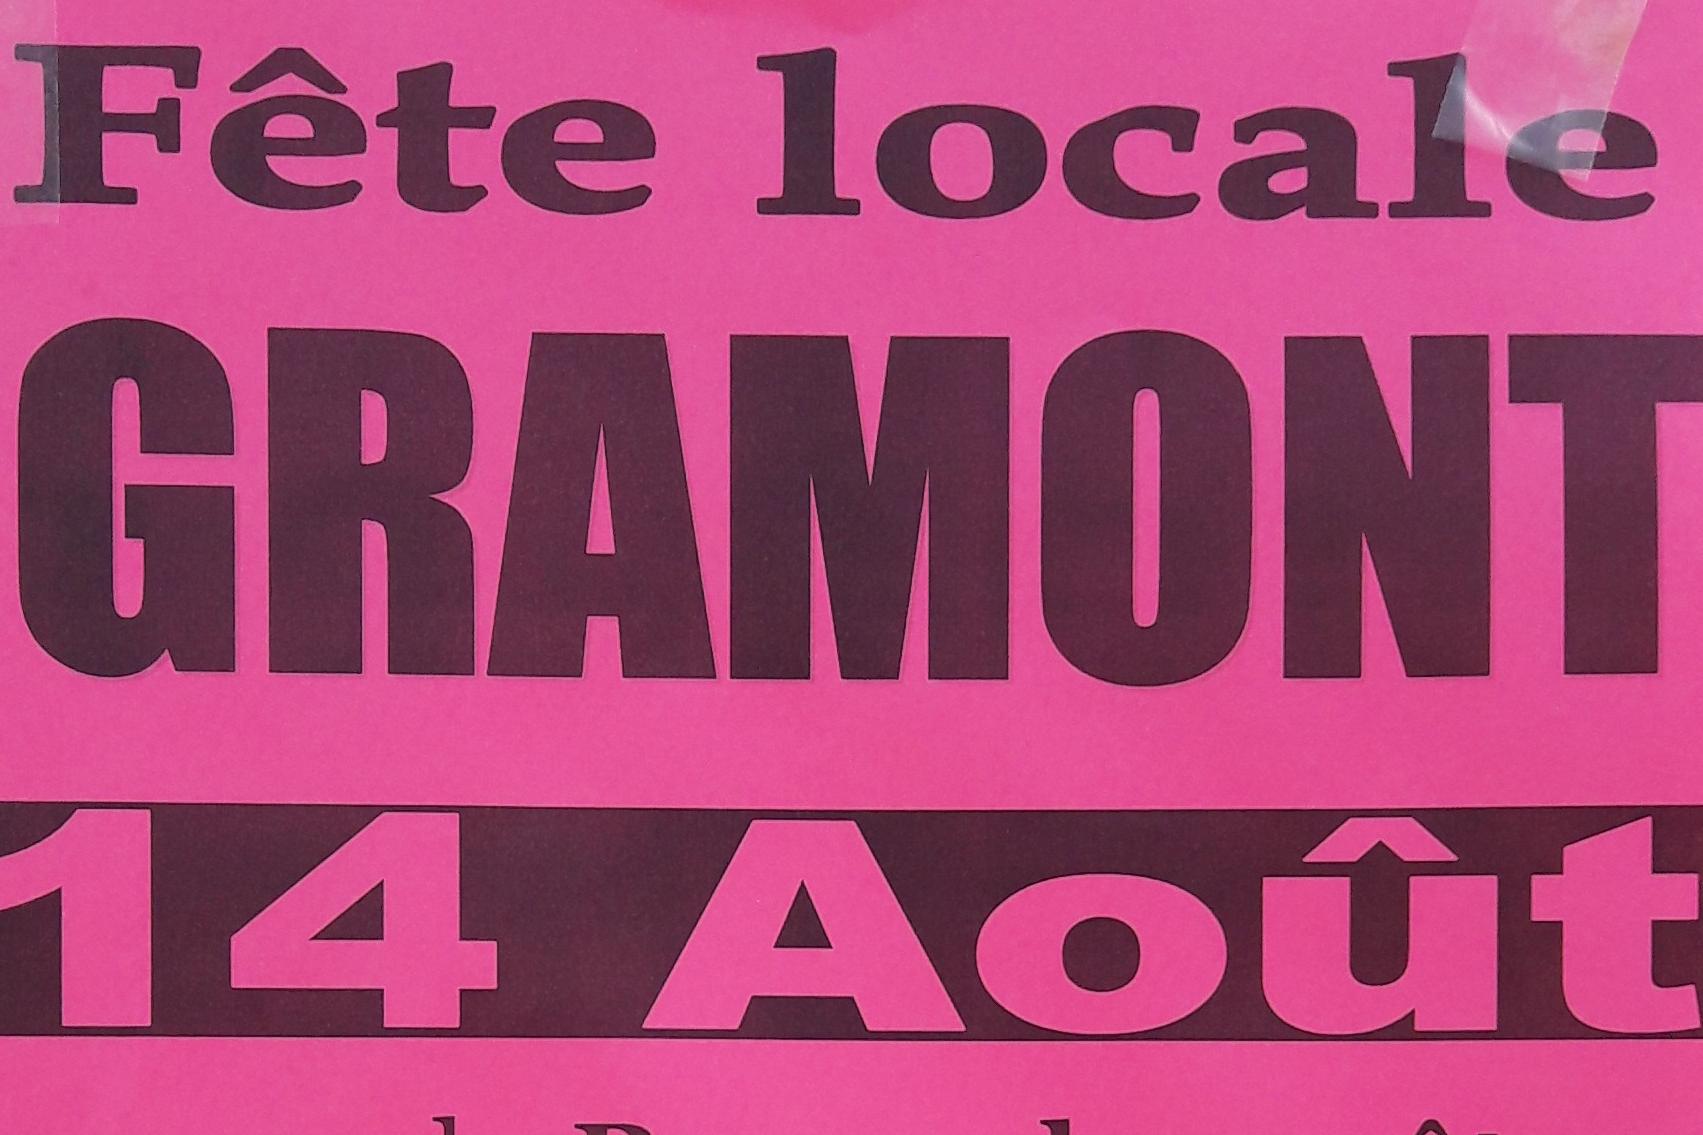 Fête locale
GRAMONT
14 Août